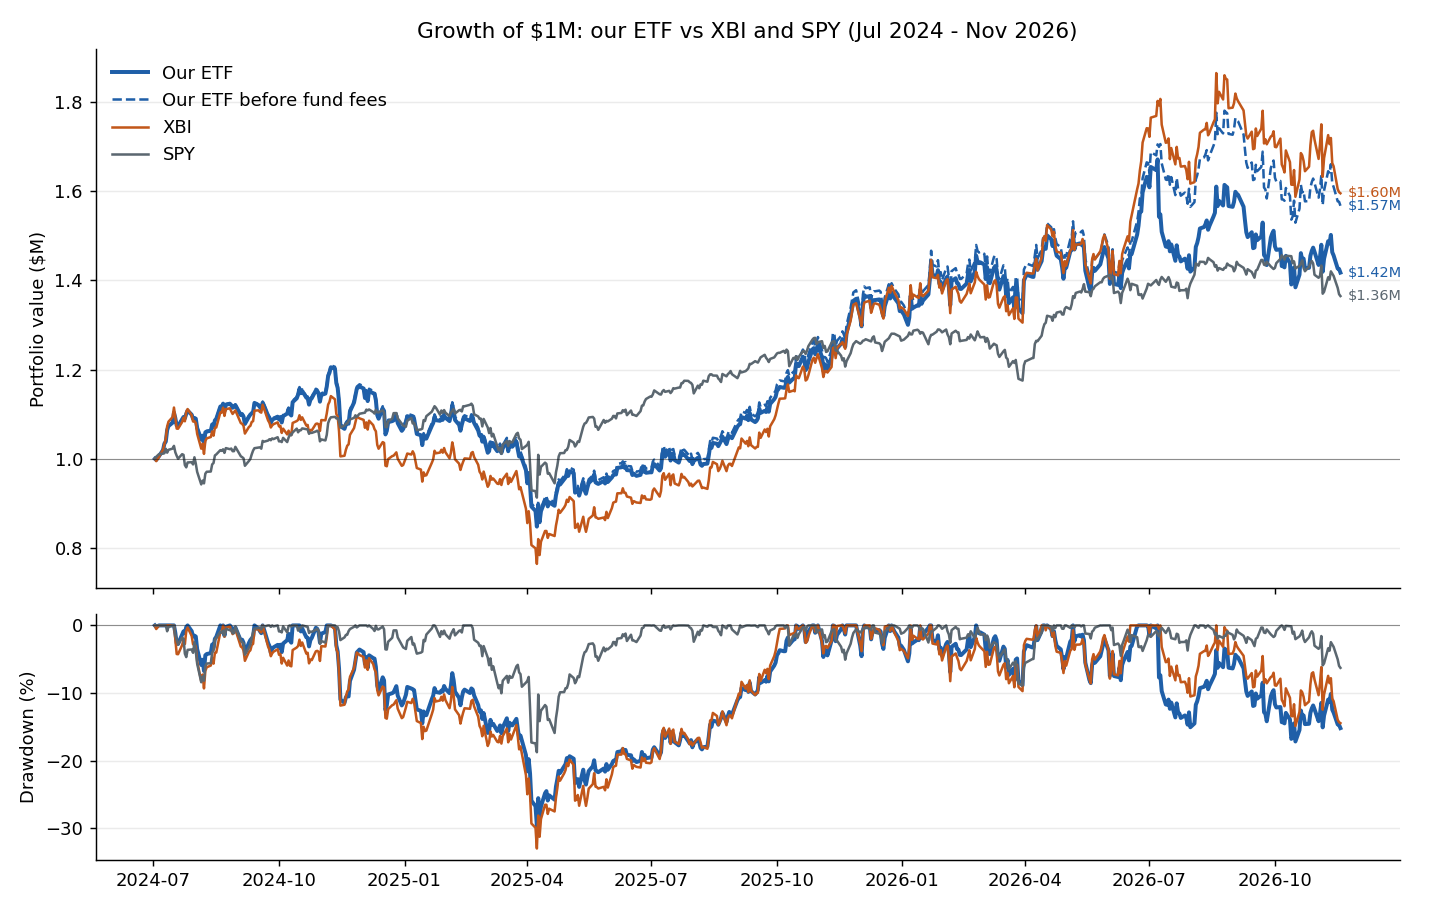 Growth of $1M: our ETF vs XBI and SPY (Jul 2024 - Nov 2026)
Our ETF
Our ETF before fund fees
XBI
SPY
Portfolio value ($M)
1.8
1.6
1.4
1.2
1.0
0.8
$1.60M
$1.57M
$1.42M
$1.36M
Drawdown (%)
0
−10
−20
−30
2024-07
2024-10
2025-01
2025-04
2025-07
2025-10
2026-01
2026-04
2026-07
2026-10